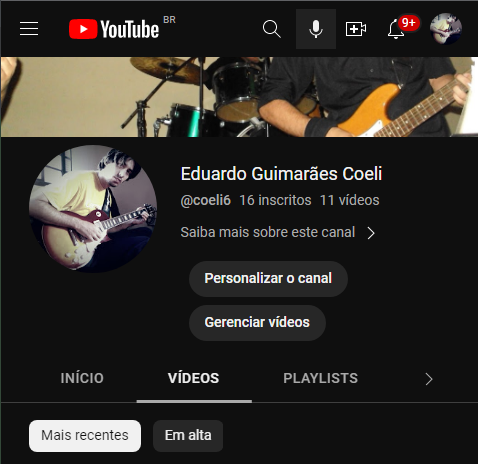 YouTube BR
9+
Eduardo Guimarães Coeli
@coeli6 16 inscritos 11 vídeos
Saiba mais sobre este canal
Personalizar o canal
Gerenciar vídeos
INÍCIO VÍDEOS PLAYLISTS
Mais recentes Em alta